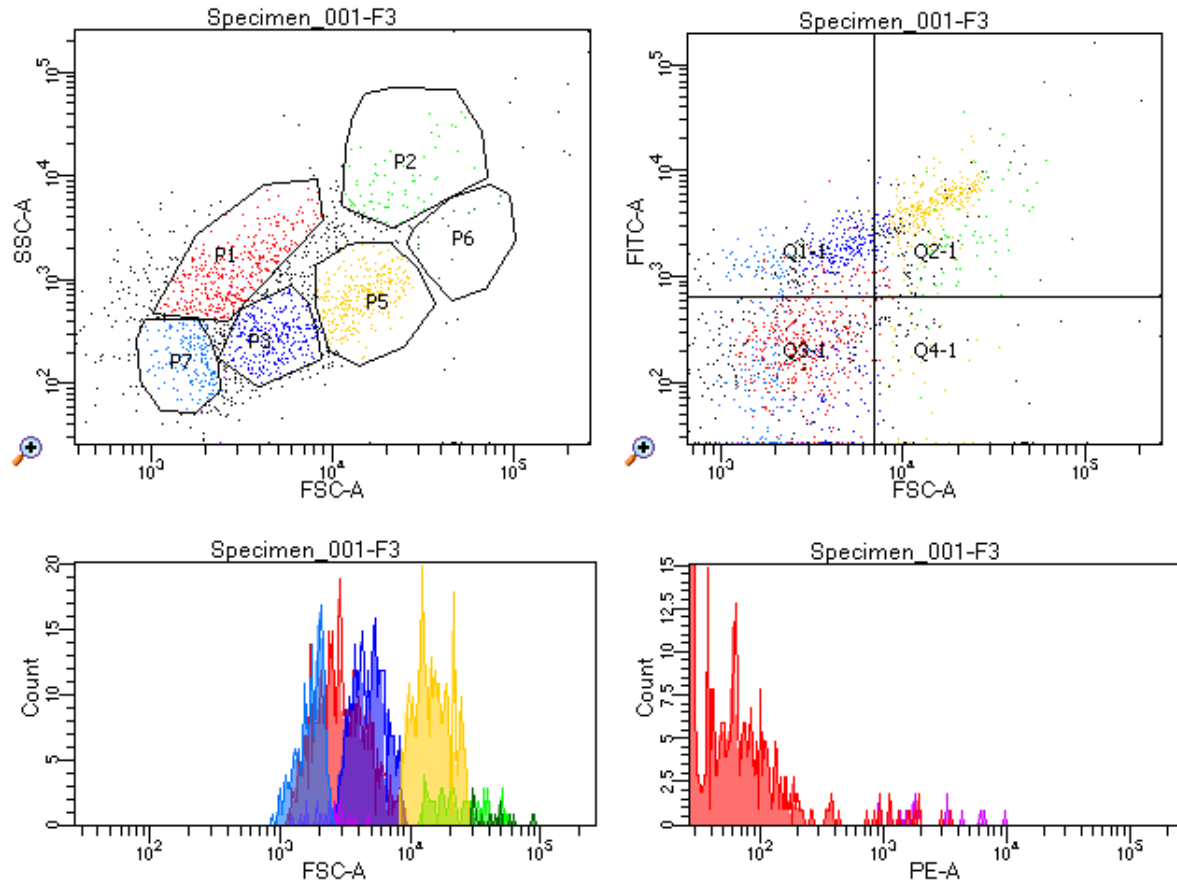 Specimen_001-F3
SSC-A
10^5
10^4
10^3
10^2
P1
P2
P3
P5
P6
P7
10^3 10^4 10^5
FSC-A
Specimen_001-F3
FITC-A
10^5
10^4
10^3
10^2
Q1-1 Q2-1
Q3-1 Q4-1
10^3 10^4 10^5
FSC-A
Specimen_001-F3
Count
20
15
10
5
0
10^2 10^3 10^4 10^5
FSC-A
Specimen_001-F3
Count
15
12.5
10
7.5
5
2.5
0
10^2 10^3 10^4 10^5
PE-A